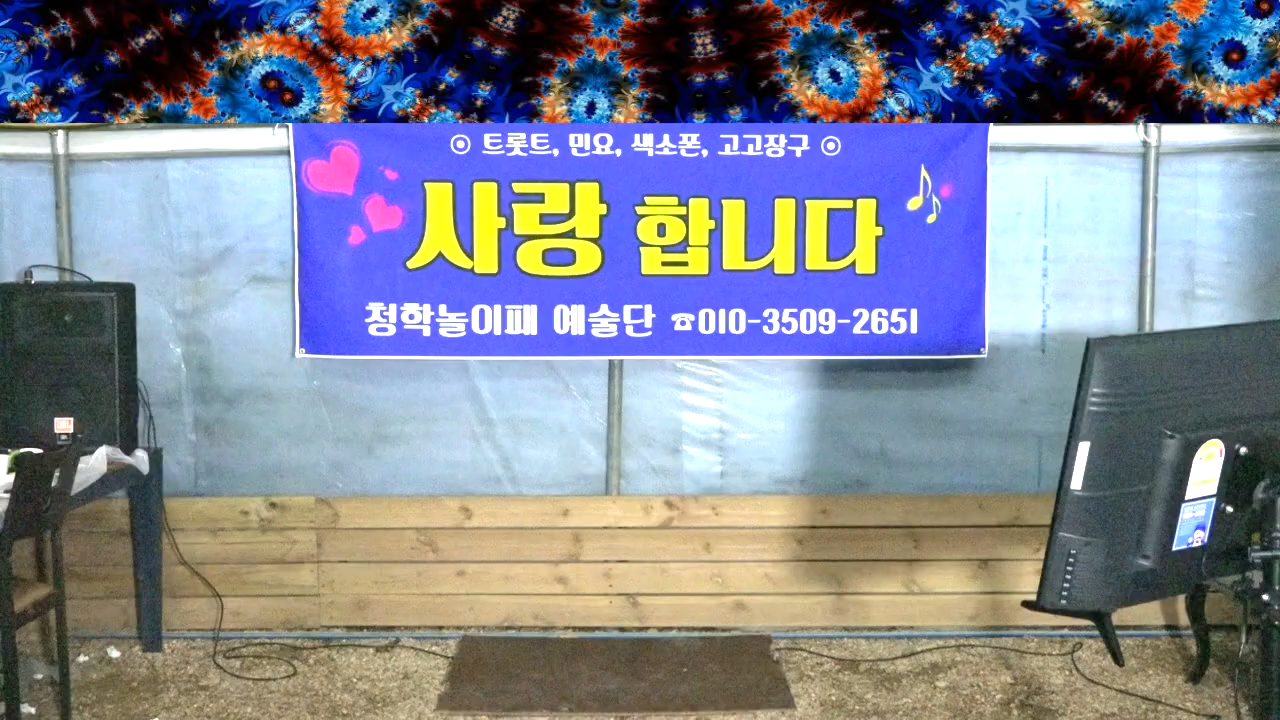 ⊙ 트롯트, 민요, 색소폰, 고고장구 ⊙
사랑 합니다
청학놀이패 예술단 ☎010-3509-2651
JBL